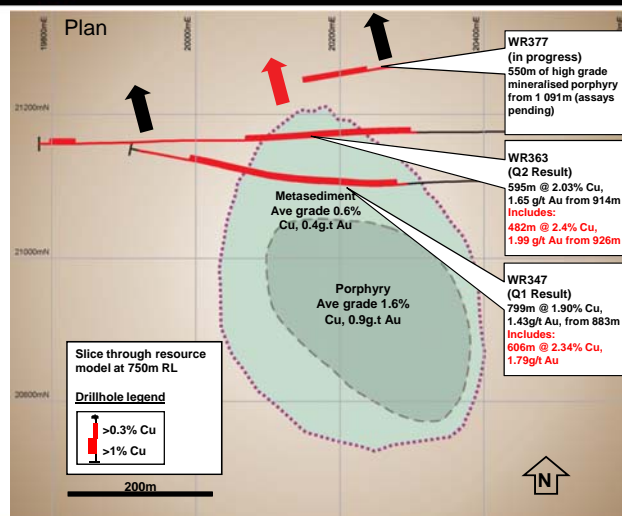 Plan
19800mE
20000mE
20200mE
20400mE
21200mN
21000mN
20800mN
WR377
(in progress)
550m of high grade
mineralised porphyry
from 1 091m (assays
pending)
WR363
(Q2 Result)
595m @ 2.03% Cu,
1.65 g/t Au from 914m
Includes:
482m @ 2.4% Cu,
1.99 g/t Au from 926m
WR347
(Q1 Result)
799m @ 1.90% Cu,
1.43g/t Au, from 883m
Includes:
606m @ 2.34% Cu,
1.79g/t Au
Metasediment
Ave grade 0.6%
Cu, 0.4g.t Au
Porphyry
Ave grade 1.6%
Cu, 0.9g.t Au
Slice through resource
model at 750m RL
Drillhole legend
>0.3% Cu
>1% Cu
200m
N